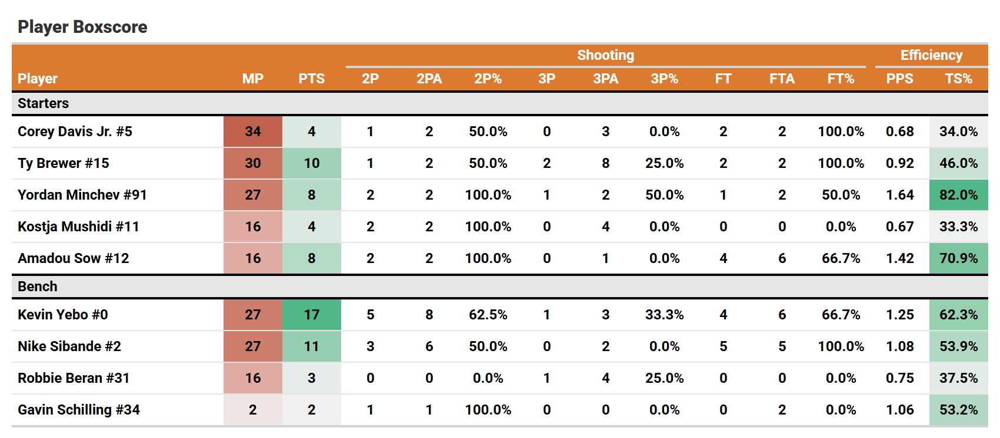 Player Boxscore
Shooting Efficiency
Player MP PTS 2P 2PA 2P% 3P 3PA 3P% FT FTA FT% PPS TS%
Starters
Corey Davis Jr. #5 34 4 1 2 50.0% 0 3 0.0% 2 2 100.0% 0.68 34.0%
Ty Brewer #15 30 10 1 2 50.0% 2 8 25.0% 2 2 100.0% 0.92 46.0%
Yordan Minchev #91 27 8 2 2 100.0% 1 2 50.0% 1 2 50.0% 1.64 82.0%
Kostja Mushidi #11 16 4 2 2 100.0% 0 4 0.0% 0 0 0.0% 0.67 33.3%
Amadou Sow #12 16 8 2 2 100.0% 0 1 0.0% 4 6 66.7% 1.42 70.9%
Bench
Kevin Yebo #0 27 17 5 8 62.5% 1 3 33.3% 4 6 66.7% 1.25 62.3%
Nike Sibande #2 27 11 3 6 50.0% 0 2 0.0% 5 5 100.0% 1.08 53.9%
Robbie Beran #31 16 3 0 0 0.0% 1 4 25.0% 0 0 0.0% 0.75 37.5%
Gavin Schilling #34 2 2 1 1 100.0% 0 0 0.0% 0 2 0.0% 1.06 53.2%